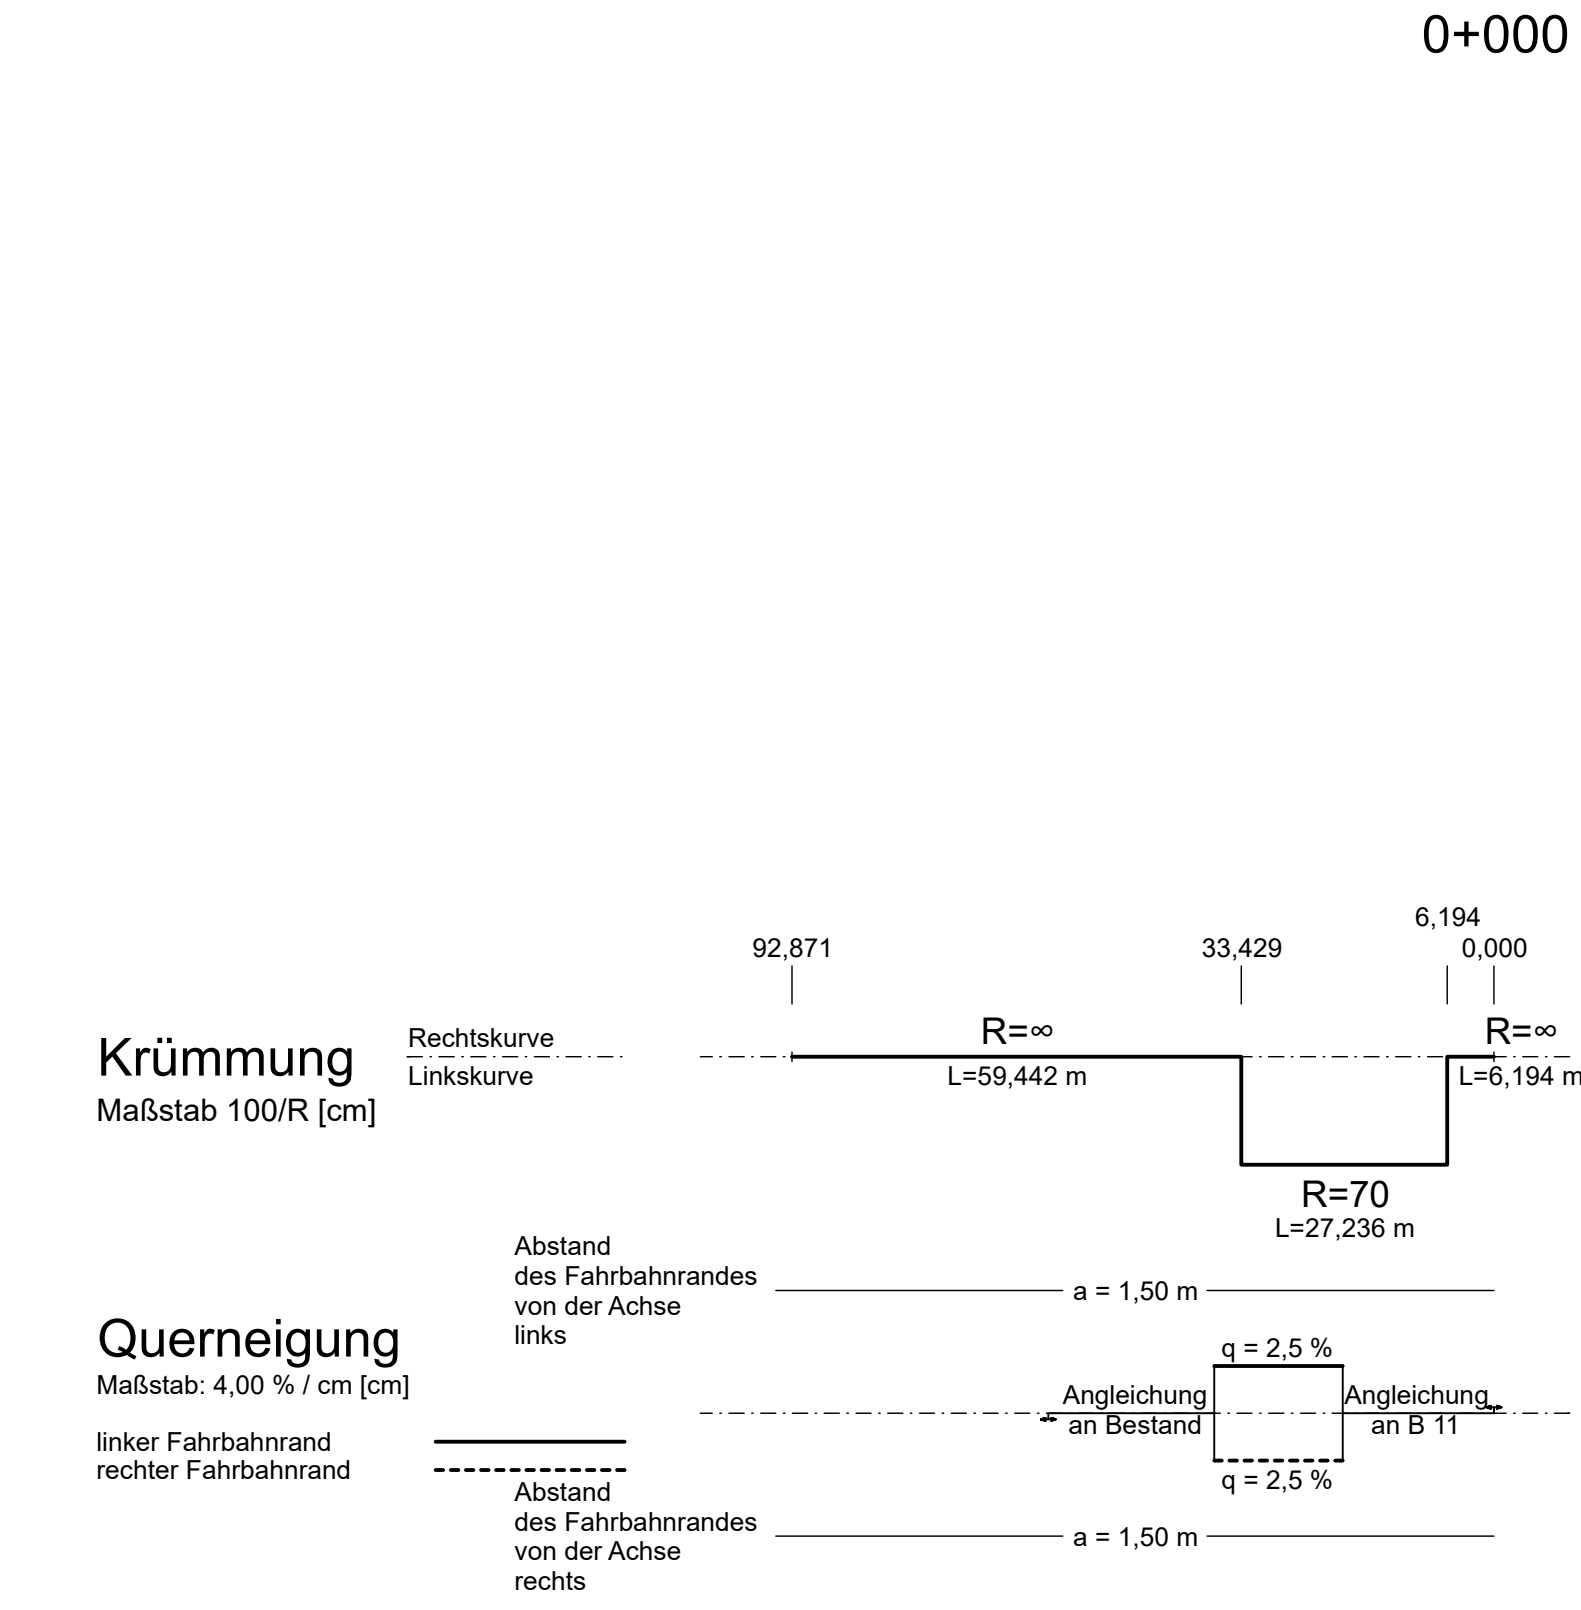 0+000
6,194
92,871
33,429
0,000
Krümmung
Maßstab 100/R [cm]
Rechtskurve
Linkskurve
R=∞
L=59,442 m
R=∞
L=6,194 m
R=70
L=27,236 m
Abstand
des Fahrbahnrandes
von der Achse
links
a = 1,50 m
Querneigung
Maßstab: 4,00 % / cm [cm]
q = 2,5 %
Angleichung
an Bestand
Angleichung
an B 11
q = 2,5 %
linker Fahrbahnrand
rechter Fahrbahnrand
Abstand
des Fahrbahnrandes
von der Achse
rechts
a = 1,50 m